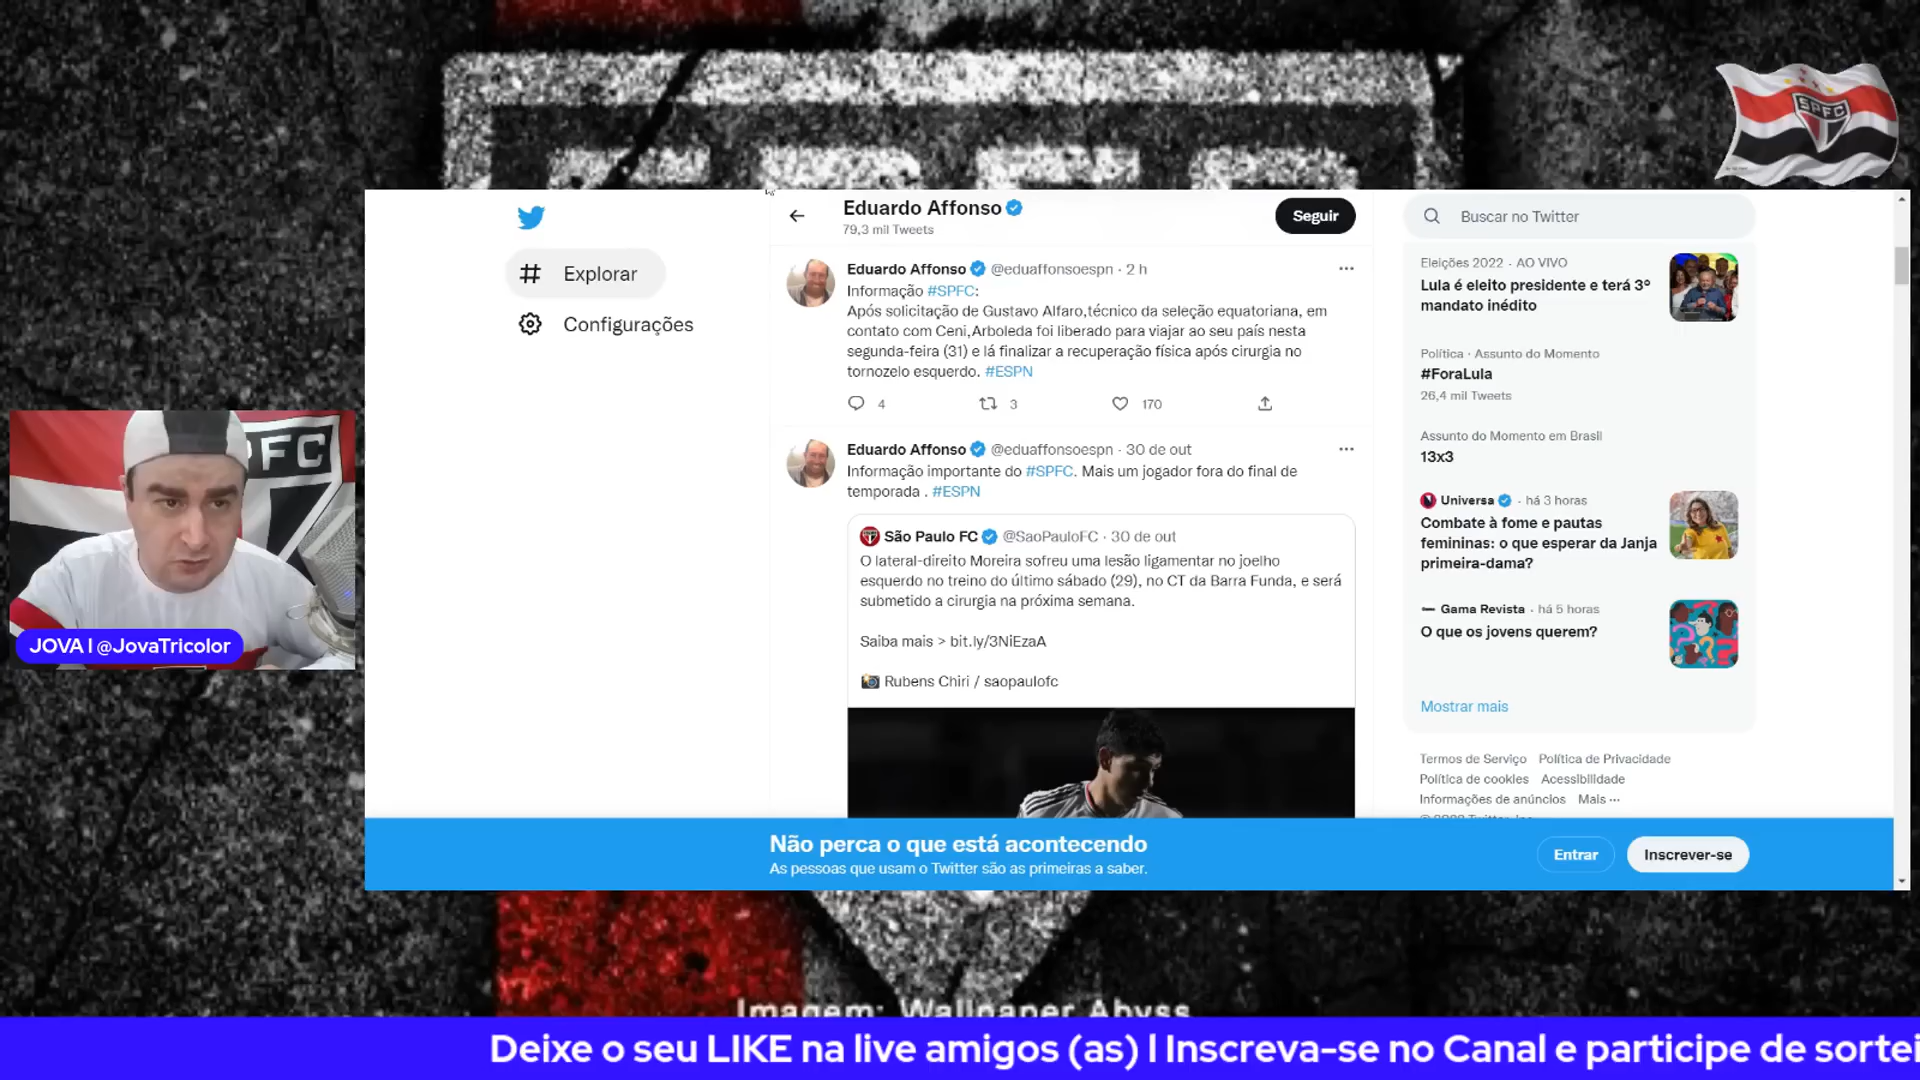 SPFC
Eduardo Affonso
79,3 mil Tweets
Seguir
Buscar no Twitter
Explorar
Configurações
Eduardo Affonso @eduaffonsoespn · 2 h
Informação #SPFC:
Após solicitação de Gustavo Alfaro,técnico da seleção equatoriana, em
contato com Ceni,Arboleda foi liberado para viajar ao seu país nesta
segunda-feira (31) e lá finalizar a recuperação física após cirurgia no
tornozelo esquerdo. #ESPN
4
3
170
Eduardo Affonso @eduaffonsoespn · 30 de out
Informação importante do #SPFC. Mais um jogador fora do final de
temporada . #ESPN
São Paulo FC @SaoPauloFC · 30 de out
O lateral-direito Moreira sofreu uma lesão ligamentar no joelho
esquerdo no treino do último sábado (29), no CT da Barra Funda, e será
submetido a cirurgia na próxima semana.
Saiba mais > bit.ly/3NiEzaA
Rubens Chiri / saopaulofc
Eleições 2022 · AO VIVO
Lula é eleito presidente e terá 3º
mandato inédito
Política · Assunto do Momento
#ForaLula
26,4 mil Tweets
Assunto do Momento em Brasil
13x3
Universa · há 3 horas
Combate à fome e pautas
femininas: o que esperar da Janja
primeira-dama?
Gama Revista · há 5 horas
O que os jovens querem?
Mostrar mais
Termos de Serviço Política de Privacidade
Política de cookies Acessibilidade
Informações de anúncios Mais ···
Não perca o que está acontecendo
As pessoas que usam o Twitter são as primeiras a saber.
Entrar
Inscrever-se
PFC
JOVA | @JovaTricolor
Imagem: Wallpaper Abyss
Deixe o seu LIKE na live amigos (as) | Inscreva-se no Canal e participe de sortei